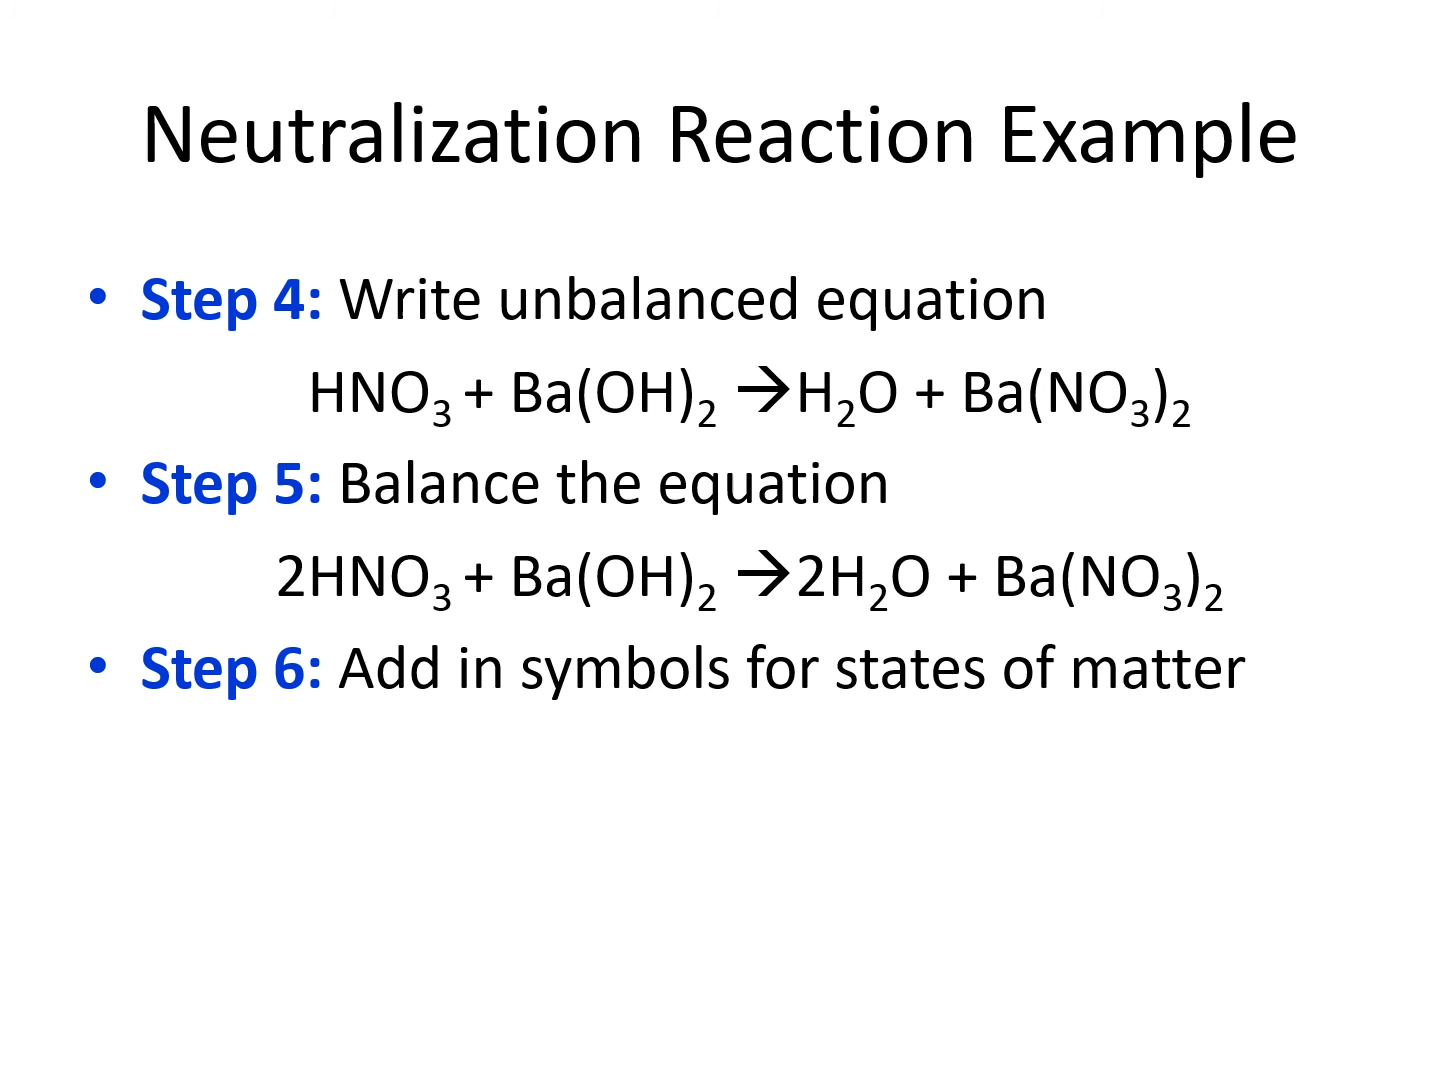 Neutralization Reaction Example
• Step 4: Write unbalanced equation
HNO₃ + Ba(OH)₂ →H₂O + Ba(NO₃)₂
• Step 5: Balance the equation
2HNO₃ + Ba(OH)₂ →2H₂O + Ba(NO₃)₂
• Step 6: Add in symbols for states of matter